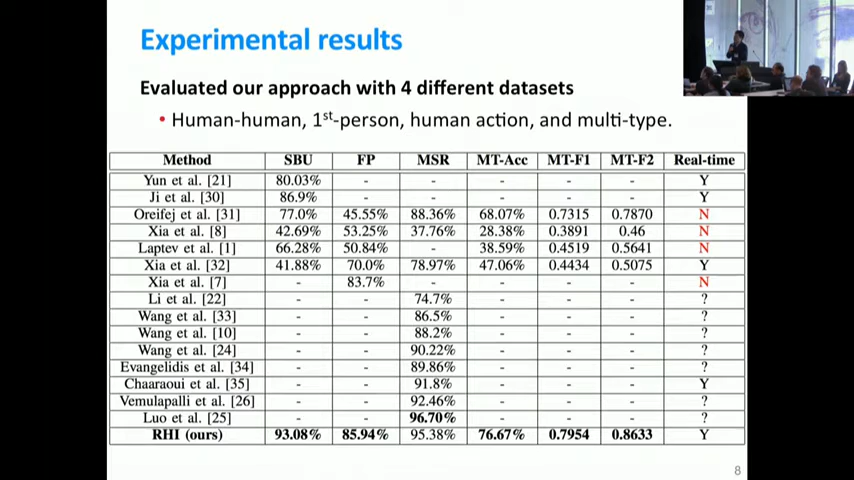 Experimental results
Evaluated our approach with 4 different datasets
• Human-human, 1st-person, human action, and multi-type.
Method SBU FP MSR MT-Acc MT-F1 MT-F2 Real-time
Yun et al. [21] 80.03% - - - - - Y
Ji et al. [30] 86.9% - - - - - Y
Oreifej et al. [31] 77.0% 45.55% 88.36% 68.07% 0.7315 0.7870 N
Xia et al. [8] 42.69% 53.25% 37.76% 28.38% 0.3891 0.46 N
Laptev et al. [1] 66.28% 50.84% - 38.59% 0.4519 0.5641 N
Xia et al. [32] 41.88% 70.0% 78.97% 47.06% 0.4434 0.5075 Y
Xia et al. [7] - 83.7% - - - - N
Li et al. [22] - - 74.7% - - - ?
Wang et al. [33] - - 86.5% - - - ?
Wang et al. [10] - - 88.2% - - - ?
Wang et al. [24] - - 90.22% - - - ?
Evangelidis et al. [34] - - 89.86% - - - ?
Chaaraoui et al. [35] - - 91.8% - - - Y
Vemulapalli et al. [26] - - 92.46% - - - ?
Luo et al. [25] - - 96.70% - - - ?
RHI (ours) 93.08% 85.94% 95.38% 76.67% 0.7954 0.8633 Y
8